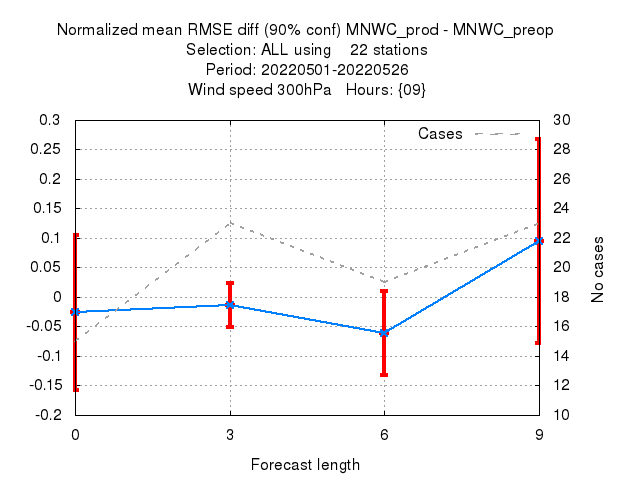 Normalized mean RMSE diff (90% conf) MNWC_prod - MNWC_preop
Selection: ALL using    22 stations
Period: 20220501-20220526
Wind speed 300hPa   Hours: {09}
Cases
0.3
0.25
0.2
0.15
0.1
0.05
0
-0.05
-0.1
-0.15
-0.2
30
28
26
24
22
20
18
16
14
12
10
No cases
0 3 6 9
Forecast length